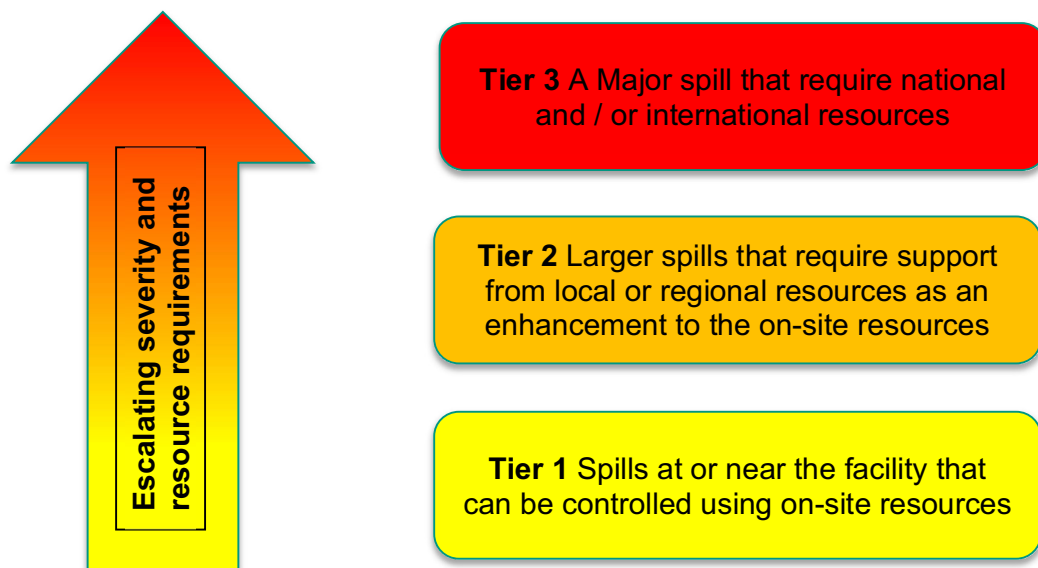 Escalating severity and
resource requirements
Tier 3 A Major spill that require national
and / or international resources
Tier 2 Larger spills that require support
from local or regional resources as an
enhancement to the on-site resources
Tier 1 Spills at or near the facility that
can be controlled using on-site resources